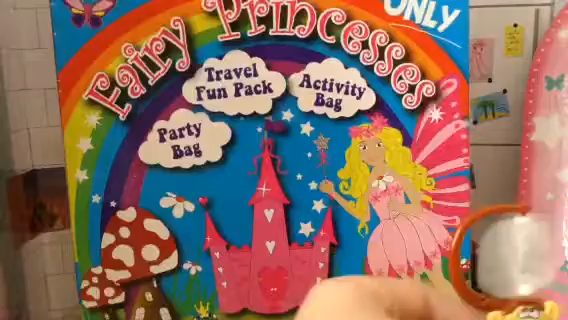 ONLY
Fairy Princesses
Travel
Fun Pack
Activity
Bag
Party
Bag